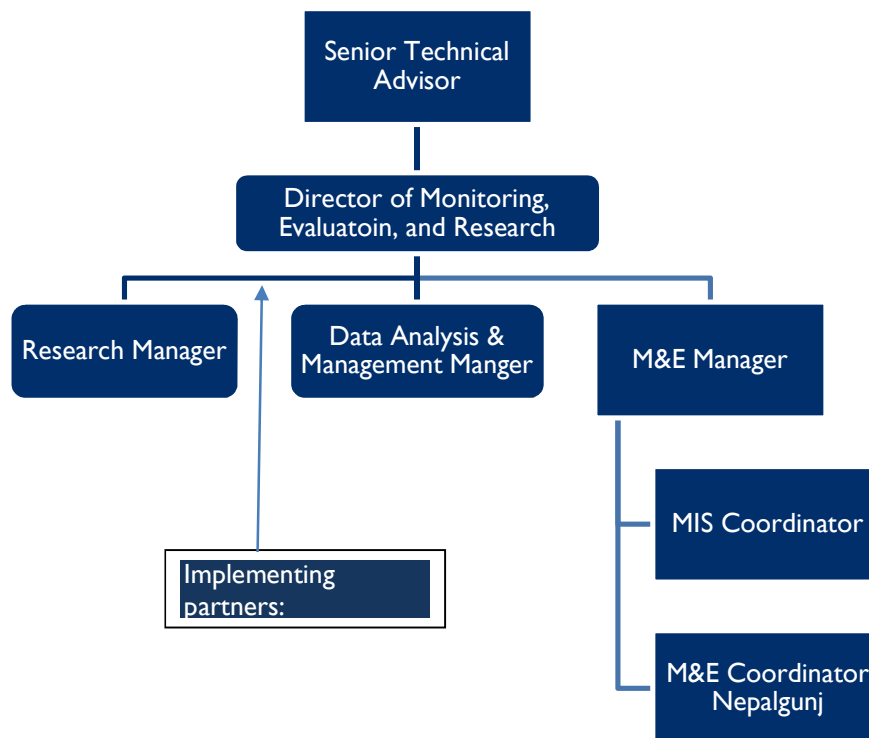 Senior Technical
Advisor
Director of Monitoring,
Evaluatoin, and Research
Research Manager
Data Analysis &
Management Manger
M&E Manager
MIS Coordinator
Implementing
partners:
M&E Coordinator
Nepalgunj